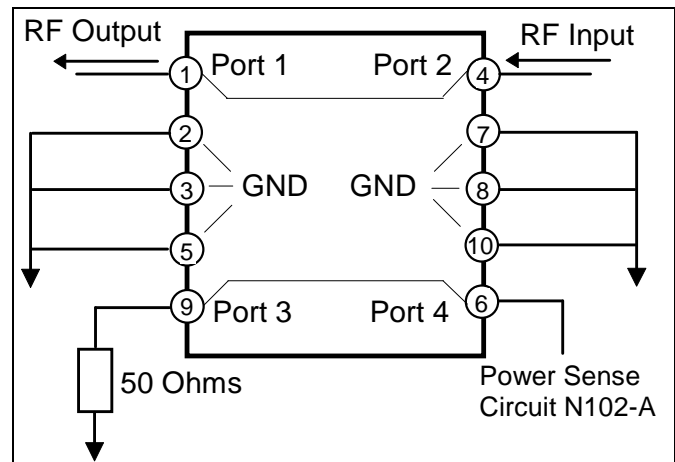 RF Output
RF Input
1 Port 1 Port 2 4
2 7
3 GND GND 8
5 10
9 Port 3 Port 4 6
50 Ohms
Power Sense
Circuit N102-A